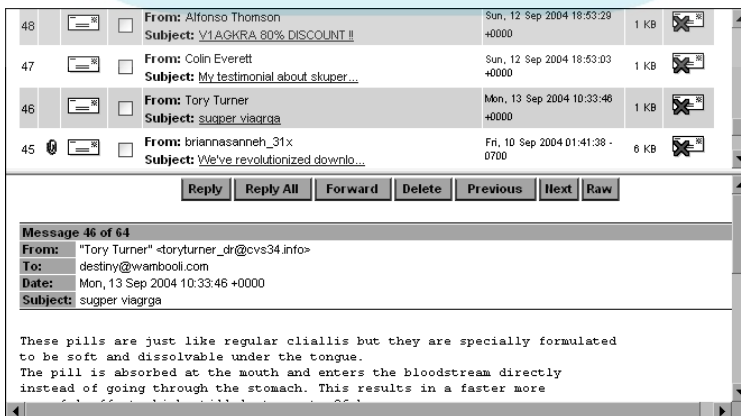 48 From: Alfonso Thomson Sun, 12 Sep 2004 18:53:29 +0000 1 KB
Subject: V1AGKRA 80% DISCOUNT !!
47 From: Colin Everett Sun, 12 Sep 2004 18:53:03 +0000 1 KB
Subject: My testimonial about skuper...
46 From: Tory Turner Mon, 13 Sep 2004 10:33:46 +0000 1 KB
Subject: sugper viagrga
45 From: briannasanneh_31x Fri, 10 Sep 2004 01:41:38 -0700 6 KB
Subject: We've revolutionized downlo...
Reply Reply All Forward Delete Previous Next Raw
Message 46 of 64
From: "Tory Turner" <toryturner_dr@cvs34.info>
To: destiny@wambooli.com
Date: Mon, 13 Sep 2004 10:33:46 +0000
Subject: sugper viagrga
These pills are just like regular cliallis but they are specially formulated
to be soft and dissolvable under the tongue.
The pill is absorbed at the mouth and enters the bloodstream directly
instead of going through the stomach. This results in a faster more